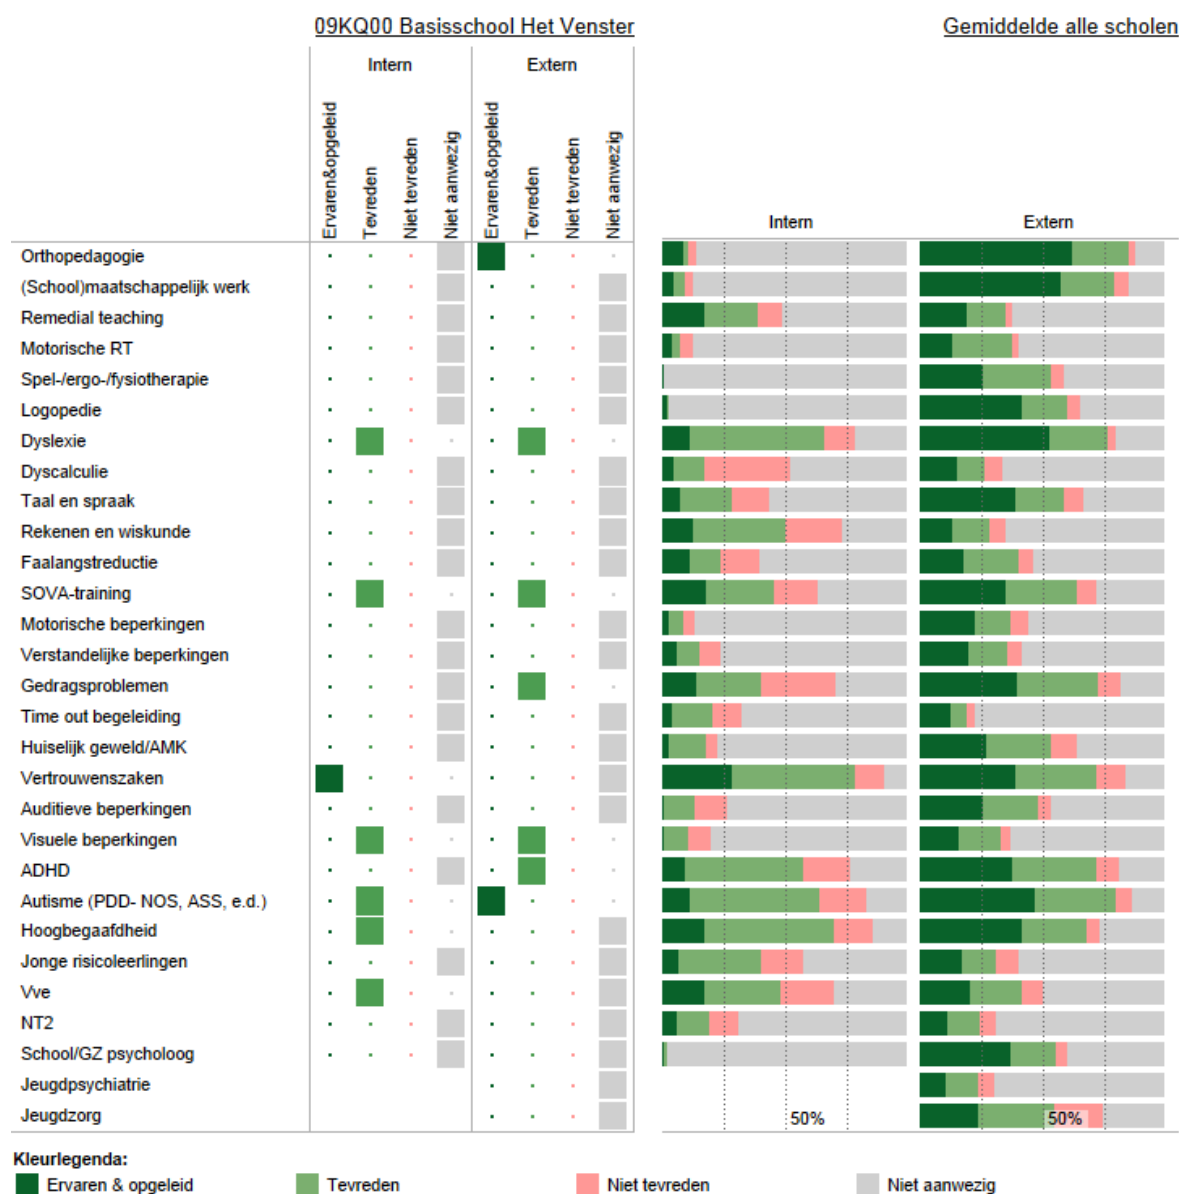 09KQ00 Basisschool Het Venster
Gemiddelde alle scholen
Intern
Extern
Ervaren&opgeleid
Tevreden
Niet tevreden
Niet aanwezig
Ervaren&opgeleid
Tevreden
Niet tevreden
Niet aanwezig
Intern
Extern
Orthopedagogie
(School)maatschappelijk werk
Remedial teaching
Motorische RT
Spel-/ergo-/fysiotherapie
Logopedie
Dyslexie
Dyscalculie
Taal en spraak
Rekenen en wiskunde
Faalangstreductie
SOVA-training
Motorische beperkingen
Verstandelijke beperkingen
Gedragsproblemen
Time out begeleiding
Huiselijk geweld/AMK
Vertrouwenszaken
Auditieve beperkingen
Visuele beperkingen
ADHD
Autisme (PDD- NOS, ASS, e.d.)
Hoogbegaafdheid
Jonge risicoleerlingen
Vve
NT2
School/GZ psycholoog
Jeugdpsychiatrie
Jeugdzorg
50%
50%
Kleurlegenda:
Ervaren & opgeleid
Tevreden
Niet tevreden
Niet aanwezig